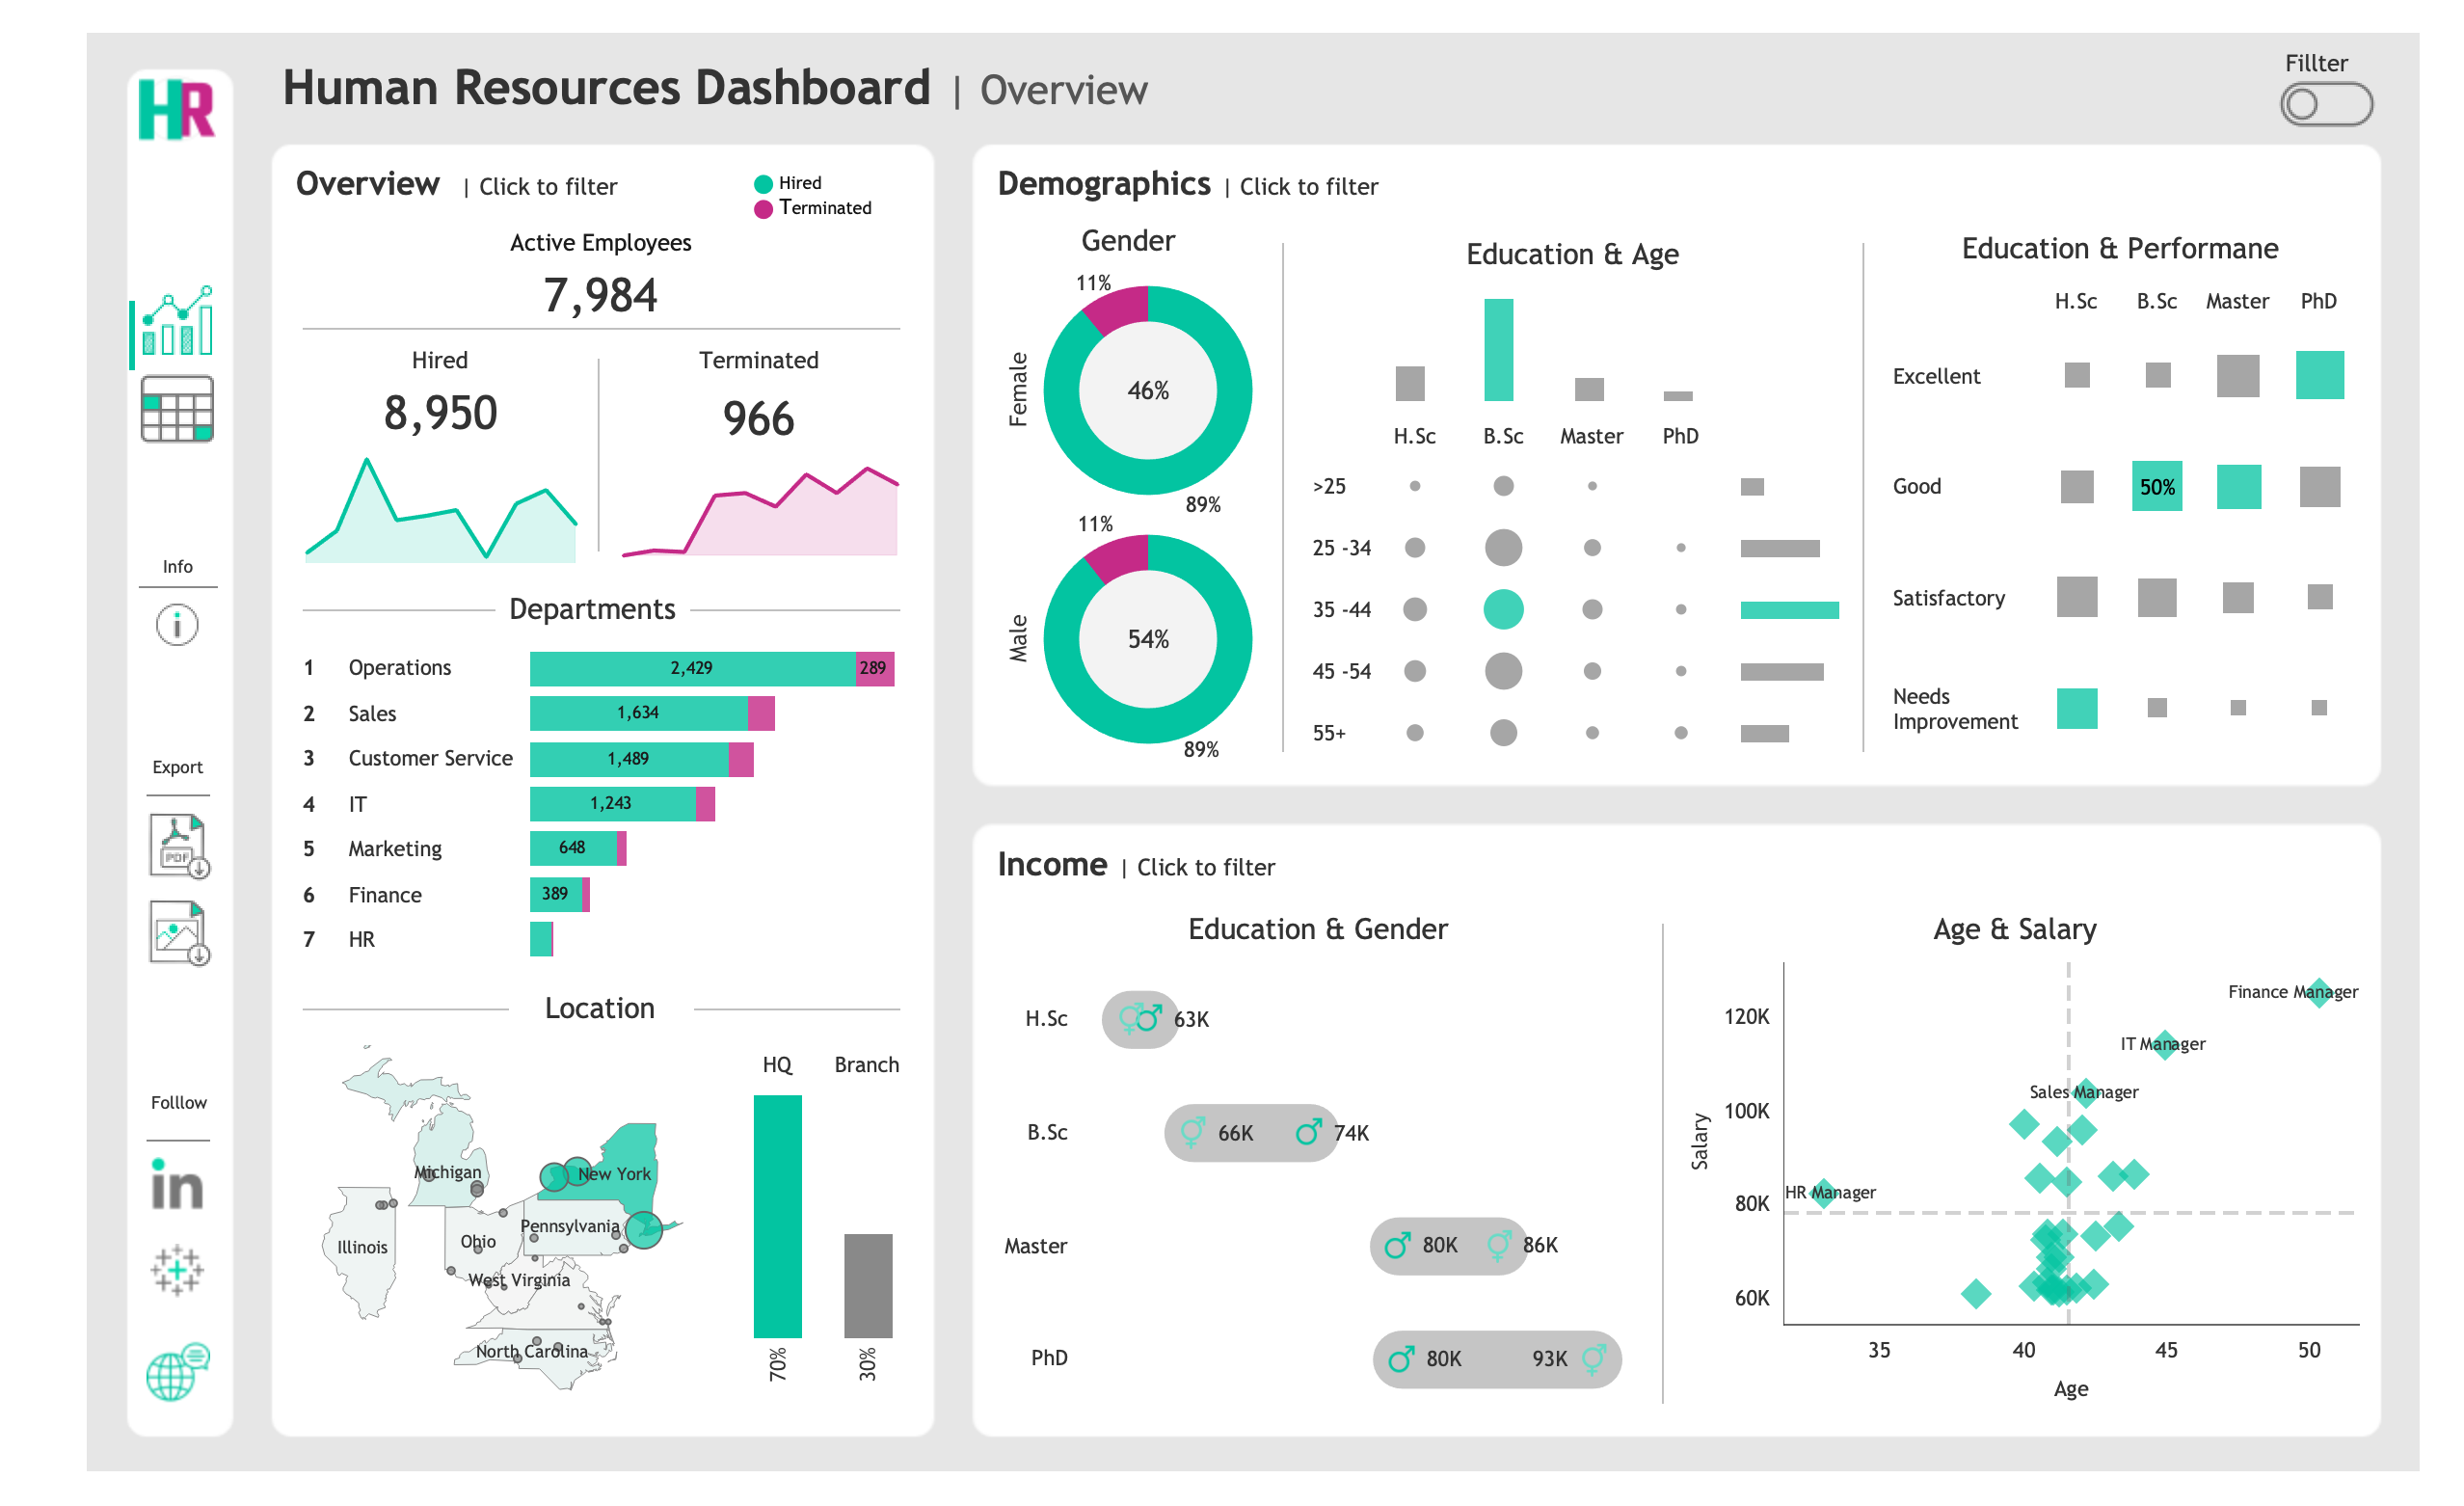 HR
Human Resources Dashboard | Overview
Fillter
Info
Export
PDF
Folllow
in
Overview | Click to filter
Hired
Terminated
Active Employees
7,984
Hired
8,950
Terminated
966
Departments
1 Operations 2,429 289
2 Sales 1,634
3 Customer Service 1,489
4 IT 1,243
5 Marketing 648
6 Finance 389
7 HR
Location
Michigan
New York
Pennsylvania
Illinois
Ohio
West Virginia
North Carolina
HQ Branch
70% 30%
Demographics | Click to filter
Gender
Female
11%
46%
89%
Male
11%
54%
89%
Education & Age
H.Sc B.Sc Master PhD
>25
25 -34
35 -44
45 -54
55+
Education & Performane
H.Sc B.Sc Master PhD
Excellent
Good 50%
Satisfactory
Needs
Improvement
Income | Click to filter
Education & Gender
H.Sc 63K
B.Sc 66K 74K
Master 80K 86K
PhD 80K 93K
Age & Salary
Salary
120K
100K
80K
60K
Finance Manager
IT Manager
Sales Manager
HR Manager
35 40 45 50
Age